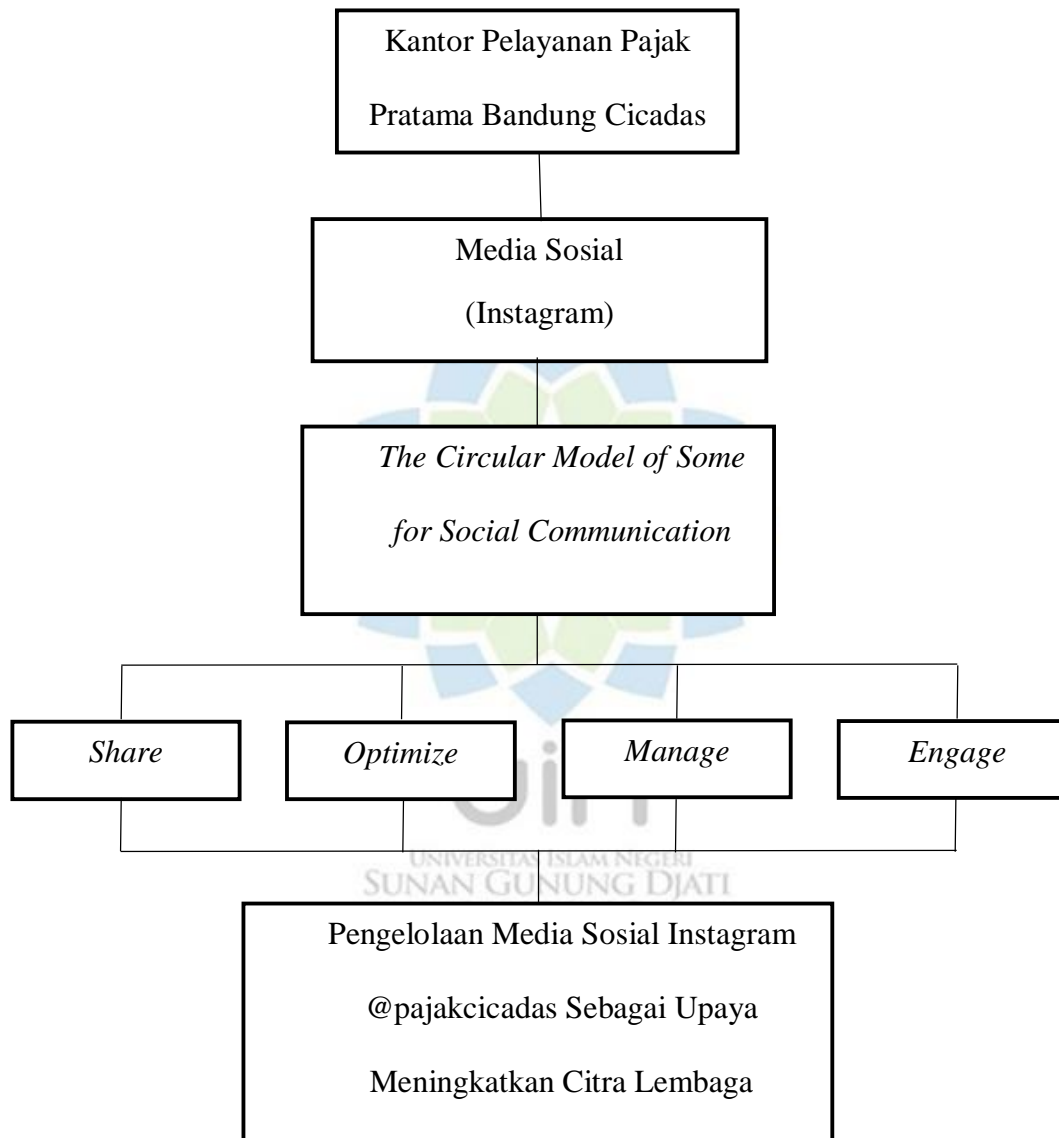 Kantor Pelayanan Pajak
Pratama Bandung Cicadas
Media Sosial
(Instagram)
The Circular Model of Some
for Social Communication
Share
Optimize
Manage
Engage
uin
UNIVERSITAS ISLAM NEGERI
SUNAN GUNUNG DJATI
Pengelolaan Media Sosial Instagram
@pajakcicadas Sebagai Upaya
Meningkatkan Citra Lembaga